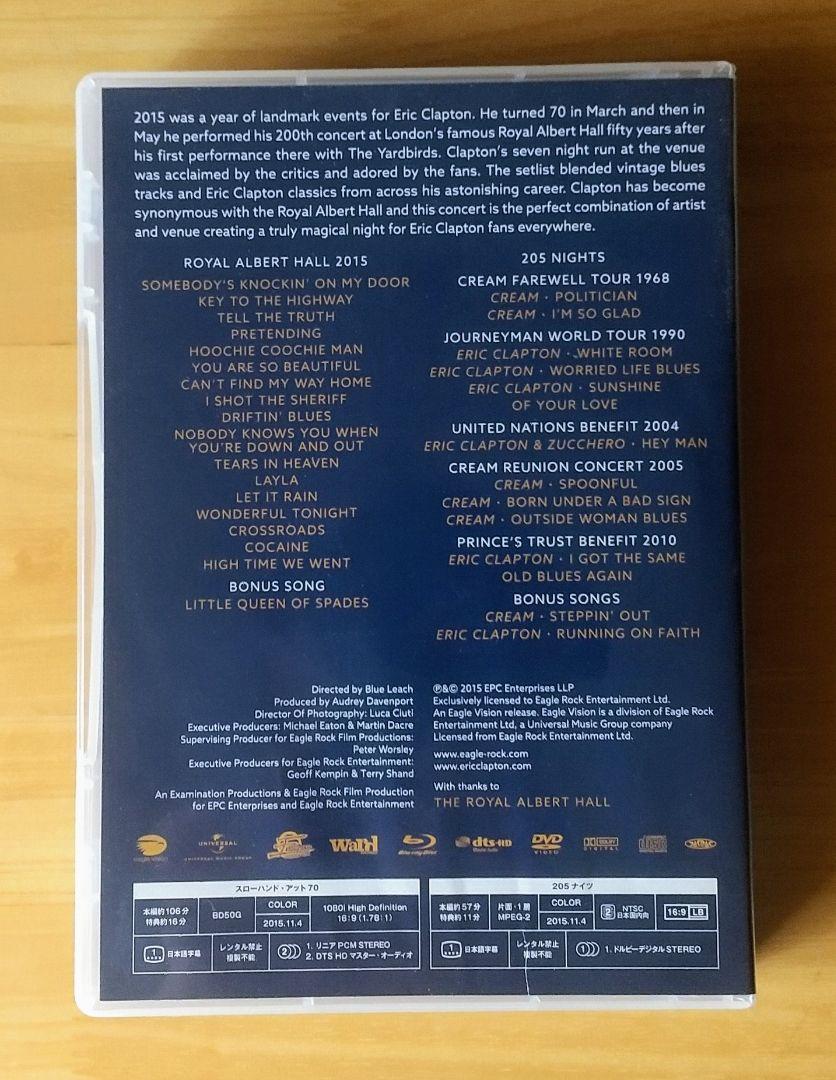 2015 was a year of landmark events for Eric Clapton. He turned 70 in March and then in
May he performed his 200th concert at London's famous Royal Albert Hall fifty years after
his first performance there with The Yardbirds. Clapton's seven night run at the venue
was acclaimed by the critics and adored by the fans. The setlist blended vintage blues
tracks and Eric Clapton classics from across his astonishing career. Clapton has become
synonymous with the Royal Albert Hall and this concert is the perfect combination of artist
and venue creating a truly magical night for Eric Clapton fans everywhere.
ROYAL ALBERT HALL 2015
SOMEBODY'S KNOCKIN' ON MY DOOR
KEY TO THE HIGHWAY
TELL THE TRUTH
PRETENDING
HOOCHIE COOCHIE MAN
YOU ARE SO BEAUTIFUL
CAN'T FIND MY WAY HOME
I SHOT THE SHERIFF
DRIFTIN' BLUES
NOBODY KNOWS YOU WHEN
YOU'RE DOWN AND OUT
TEARS IN HEAVEN
LAYLA
LET IT RAIN
WONDERFUL TONIGHT
CROSSROADS
COCAINE
HIGH TIME WE WENT
BONUS SONG
LITTLE QUEEN OF SPADES
205 NIGHTS
CREAM FAREWELL TOUR 1968
CREAM · POLITICIAN
CREAM · I'M SO GLAD
JOURNEYMAN WORLD TOUR 1990
ERIC CLAPTON · WHITE ROOM
ERIC CLAPTON · WORRIED LIFE BLUES
ERIC CLAPTON · SUNSHINE
OF YOUR LOVE
UNITED NATIONS BENEFIT 2004
ERIC CLAPTON & ZUCCHERO · HEY MAN
CREAM REUNION CONCERT 2005
CREAM · SPOONFUL
CREAM · BORN UNDER A BAD SIGN
CREAM · OUTSIDE WOMAN BLUES
PRINCE'S TRUST BENEFIT 2010
ERIC CLAPTON · I GOT THE SAME
OLD BLUES AGAIN
BONUS SONGS
CREAM · STEPPIN' OUT
ERIC CLAPTON · RUNNING ON FAITH
Directed by Blue Leach
Produced by Audrey Davenport
Director Of Photography: Luca Ciuti
Executive Producers: Michael Eaton & Martin Dacre
Supervising Producer for Eagle Rock Film Productions:
Peter Worsley
Executive Producers for Eagle Rock Entertainment:
Geoff Kempin & Terry Shand
An Examination Productions & Eagle Rock Film Production
for EPC Enterprises and Eagle Rock Entertainment
℗&© 2015 EPC Enterprises LLP
Exclusively licensed to Eagle Rock Entertainment Ltd.
An Eagle Vision release. Eagle Vision is a division of Eagle Rock
Entertainment Ltd, a Universal Music Group company
Licensed from Eagle Rock Entertainment Ltd.
www.eagle-rock.com
www.ericclapton.com
With thanks to
THE ROYAL ALBERT HALL
eagle vision
UNIVERSAL
UNIVERSAL MUSIC GROUP
Ward
Blu-ray Disc
dts-HD
Master Audio
DVD
VIDEO
DOLBY
DIGITAL
スローハンド・アット70
本編約106分
特典約16分
BD50G
COLOR
2015.11.4
1080i High Definition
16:9 (1.78:1)
1 日本語字幕
レンタル禁止
複製不能
2 1. リニア PCM STEREO
2. DTS HD マスター・オーディオ
205 ナイツ
本編約57分
特典約11分
片面・1層
MPEG-2
COLOR
2015.11.4
2 NTSC
日本国内向
16:9 LB
1 日本語字幕
レンタル禁止
複製不能
1 1. ドルビーデジタル STEREO